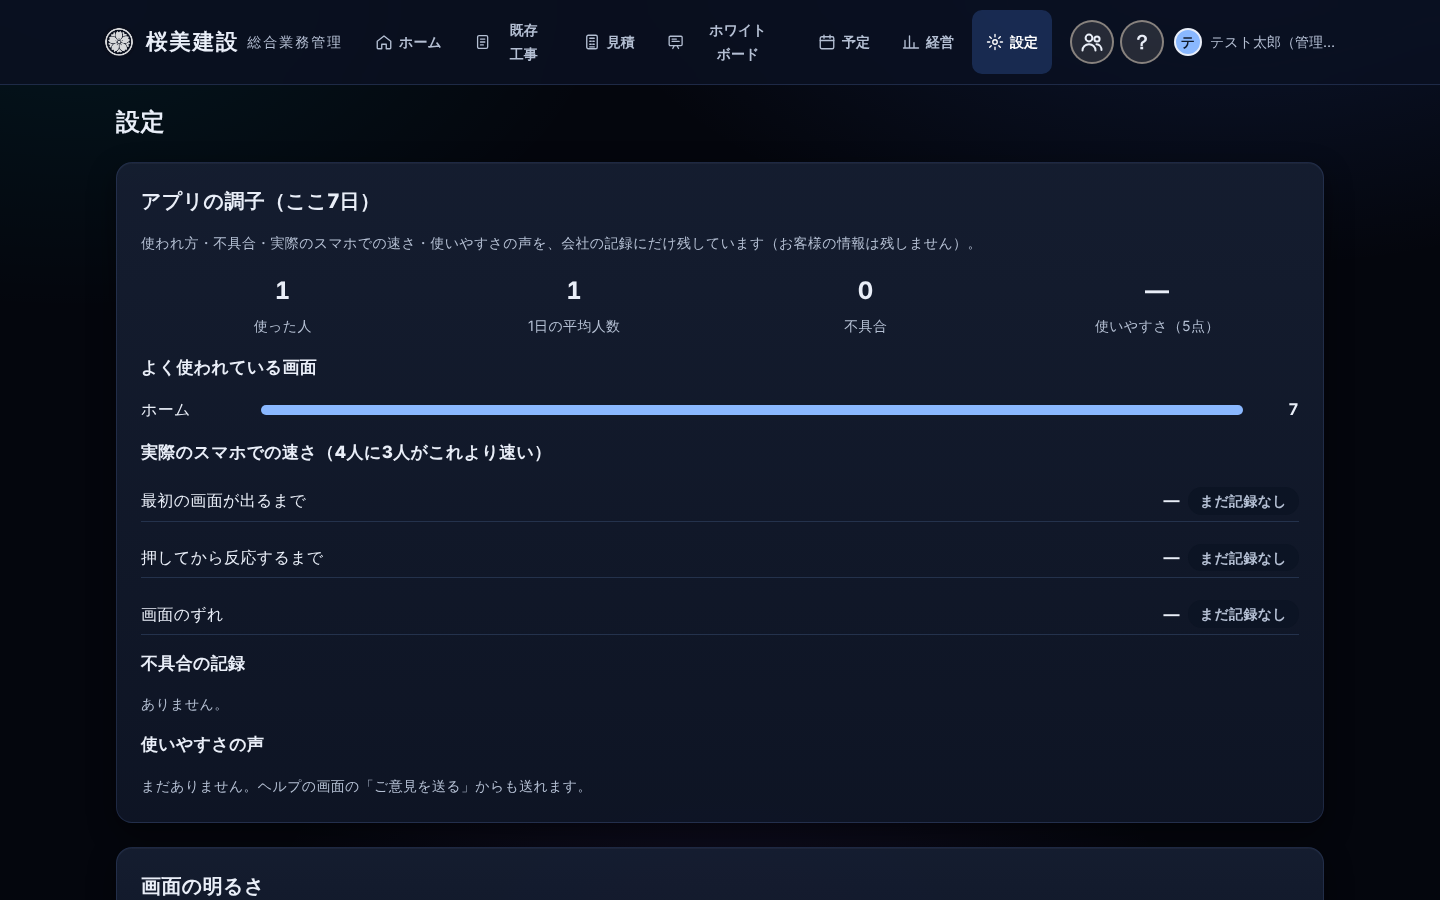 桜美建設 総合業務管理
ホーム
既存
工事
見積
ホワイト
ボード
予定
経営
設定
?
テ
テスト太郎（管理...
設定
アプリの調子（ここ7日）
使われ方・不具合・実際のスマホでの速さ・使いやすさの声を、会社の記録にだけ残しています（お客様の情報は残しません）。
1
使った人
1
1日の平均人数
0
不具合
—
使いやすさ（5点）
よく使われている画面
ホーム 7
実際のスマホでの速さ（4人に3人がこれより速い）
最初の画面が出るまで — まだ記録なし
押してから反応するまで — まだ記録なし
画面のずれ — まだ記録なし
不具合の記録
ありません。
使いやすさの声
まだありません。ヘルプの画面の「ご意見を送る」からも送れます。
画面の明るさ